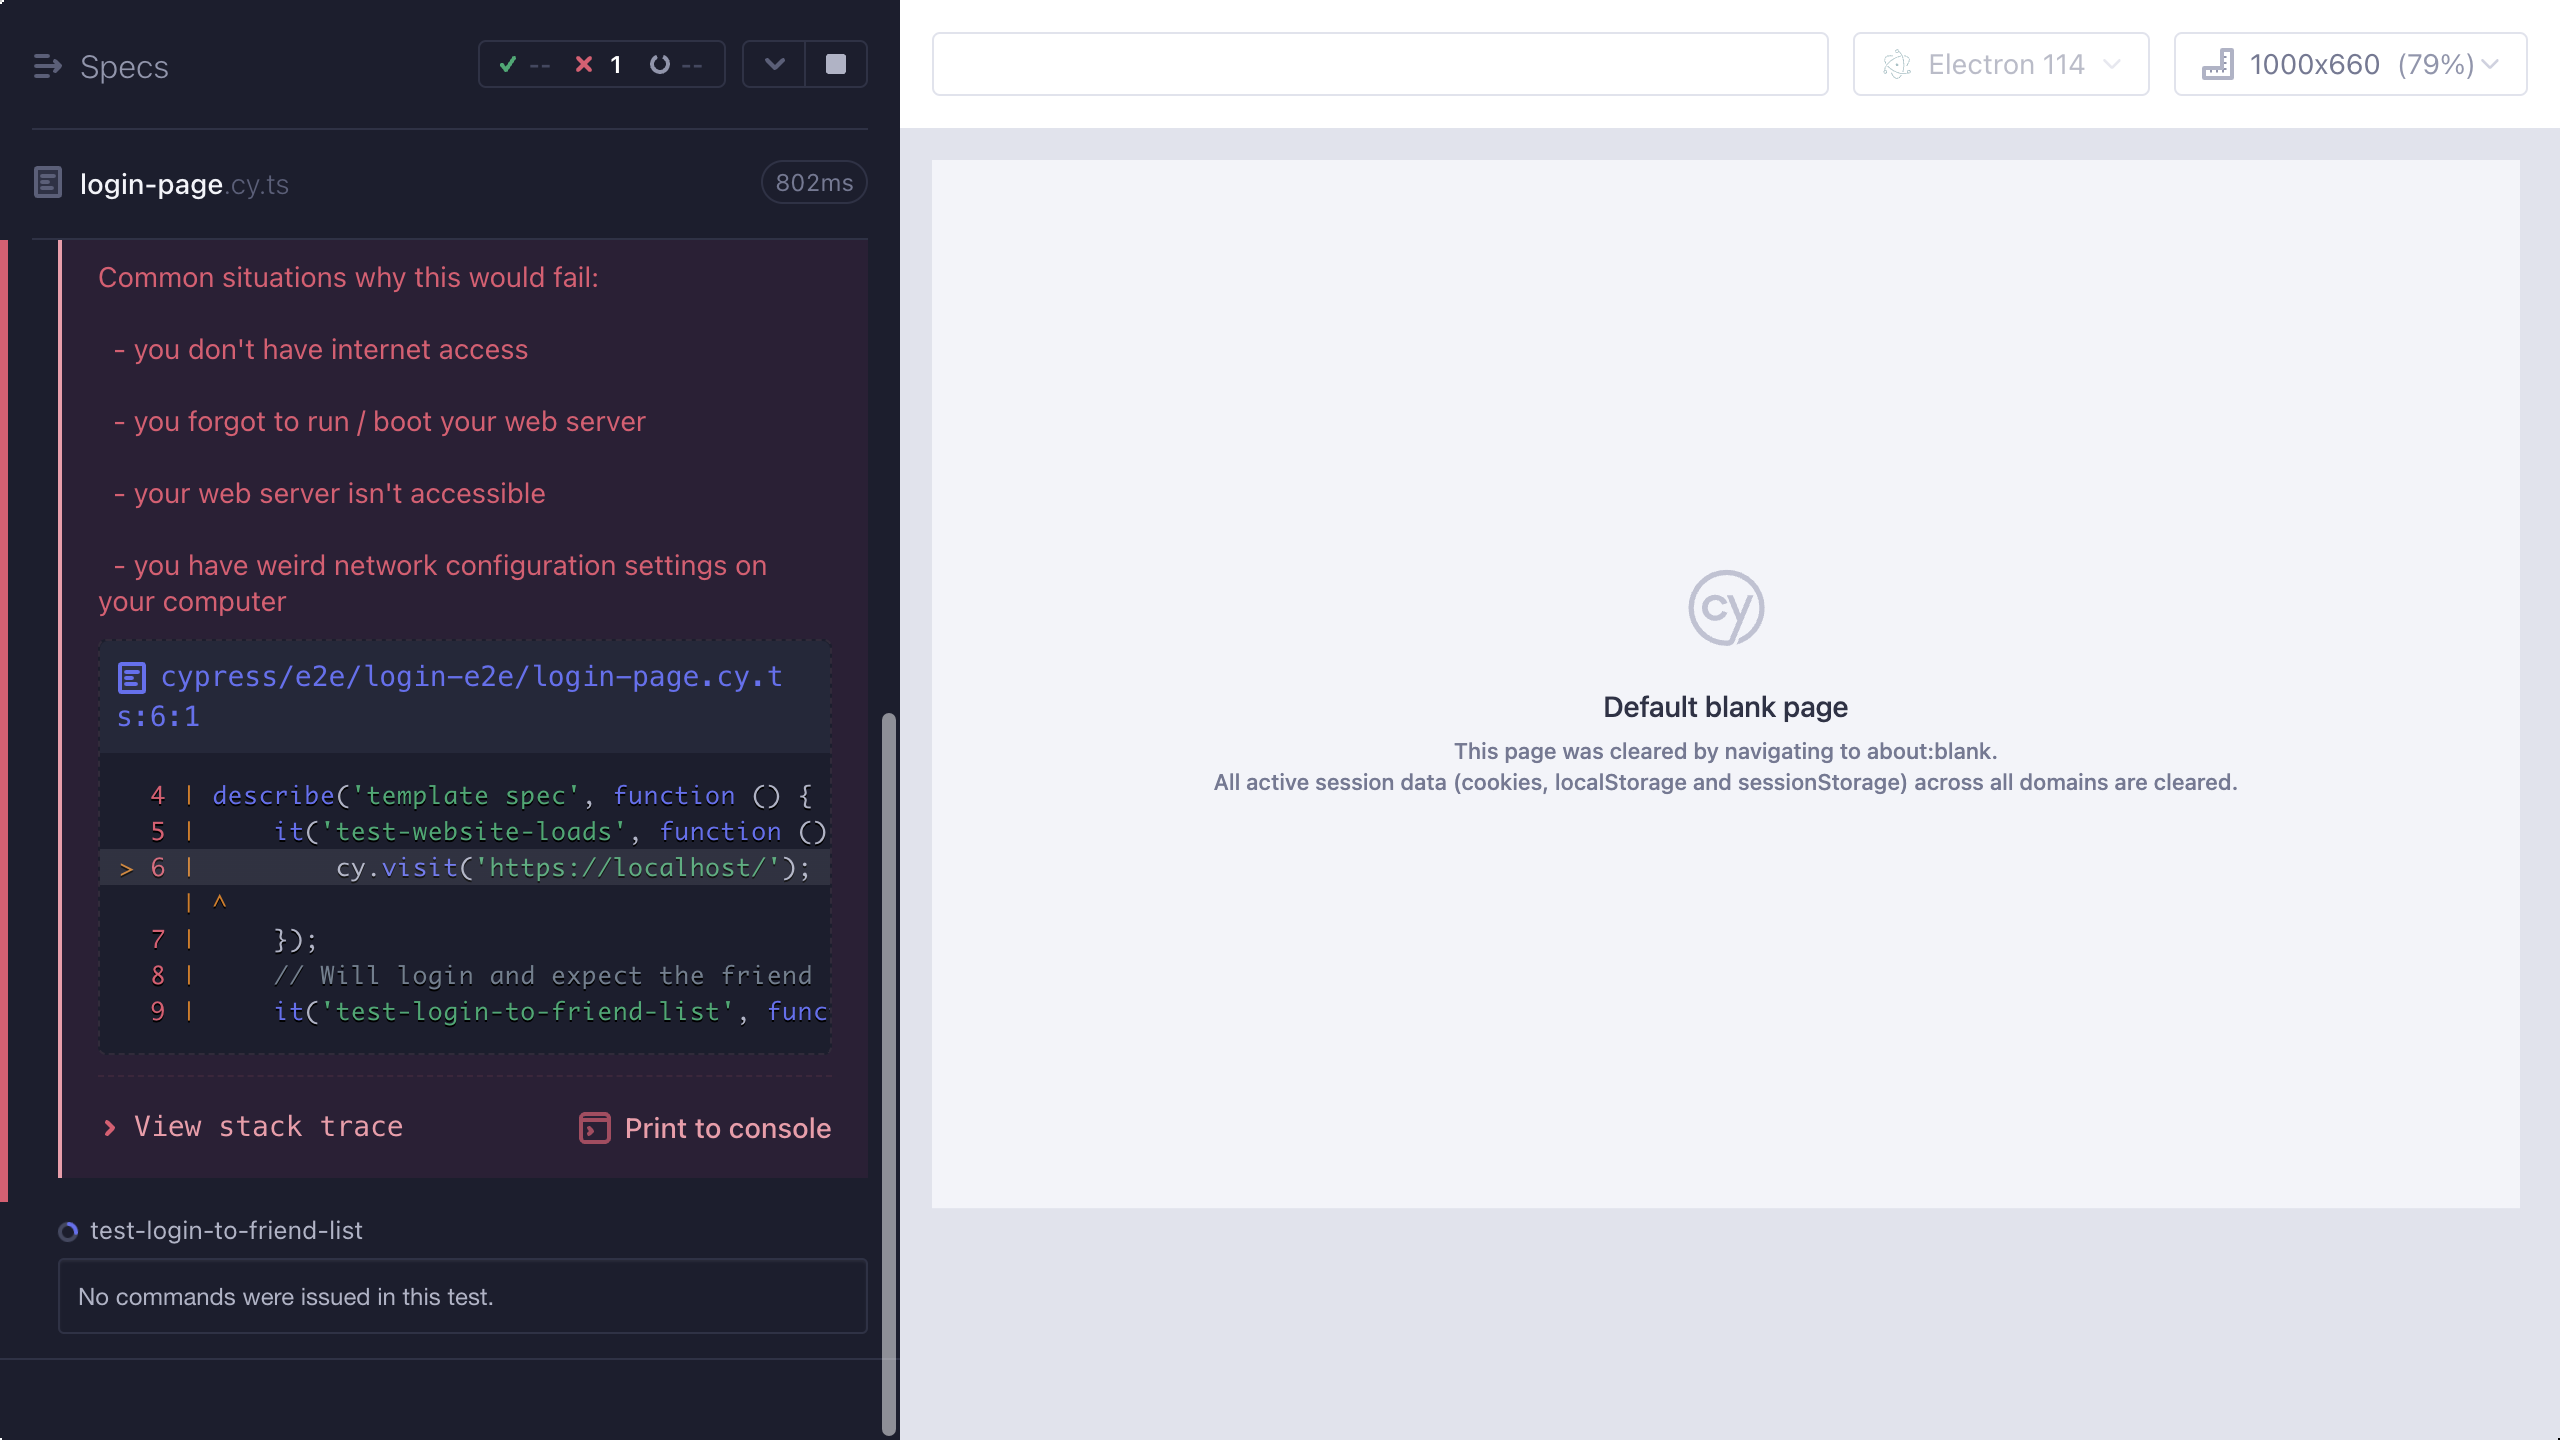 Specs
-- 1 --
login-page.cy.ts
802ms
Common situations why this would fail:
- you don't have internet access
- you forgot to run / boot your web server
- your web server isn't accessible
- you have weird network configuration settings on
your computer
cypress/e2e/login-e2e/login-page.cy.t
s:6:1
4 | describe('template spec', function () {
5 |     it('test-website-loads', function ()
> 6 |         cy.visit('https://localhost/');
| ^
7 |     });
8 |     // Will login and expect the friend
9 |     it('test-login-to-friend-list', func
View stack trace
Print to console
test-login-to-friend-list
No commands were issued in this test.
Electron 114
1000x660 (79%)
cy
Default blank page
This page was cleared by navigating to about:blank.
All active session data (cookies, localStorage and sessionStorage) across all domains are cleared.